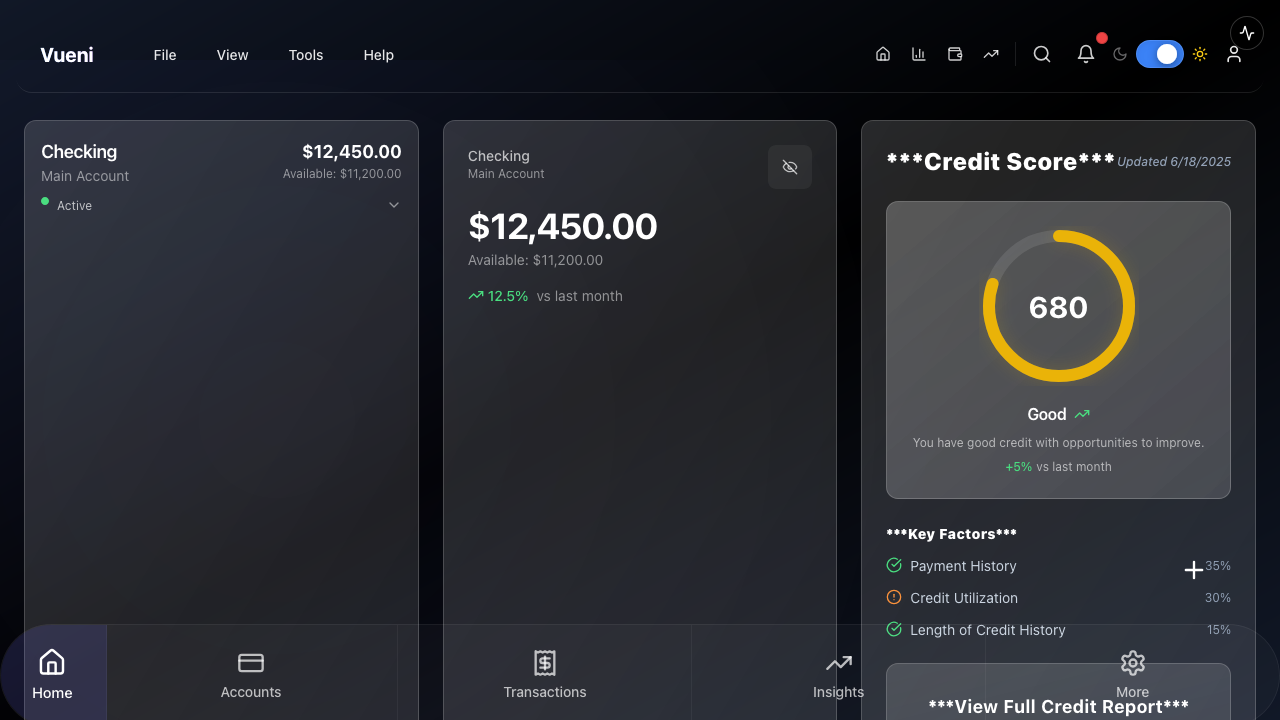 Vueni
File
View
Tools
Help
Checking
$12,450.00
Main Account
Available: $11,200.00
Active
Checking
Main Account
$12,450.00
Available: $11,200.00
12.5% vs last month
***Credit Score***
Updated 6/18/2025
680
Good
You have good credit with opportunities to improve.
+5% vs last month
***Key Factors***
Payment History
35%
Credit Utilization
30%
Length of Credit History
15%
***View Full Credit Report***
Home
Accounts
Transactions
Insights
More